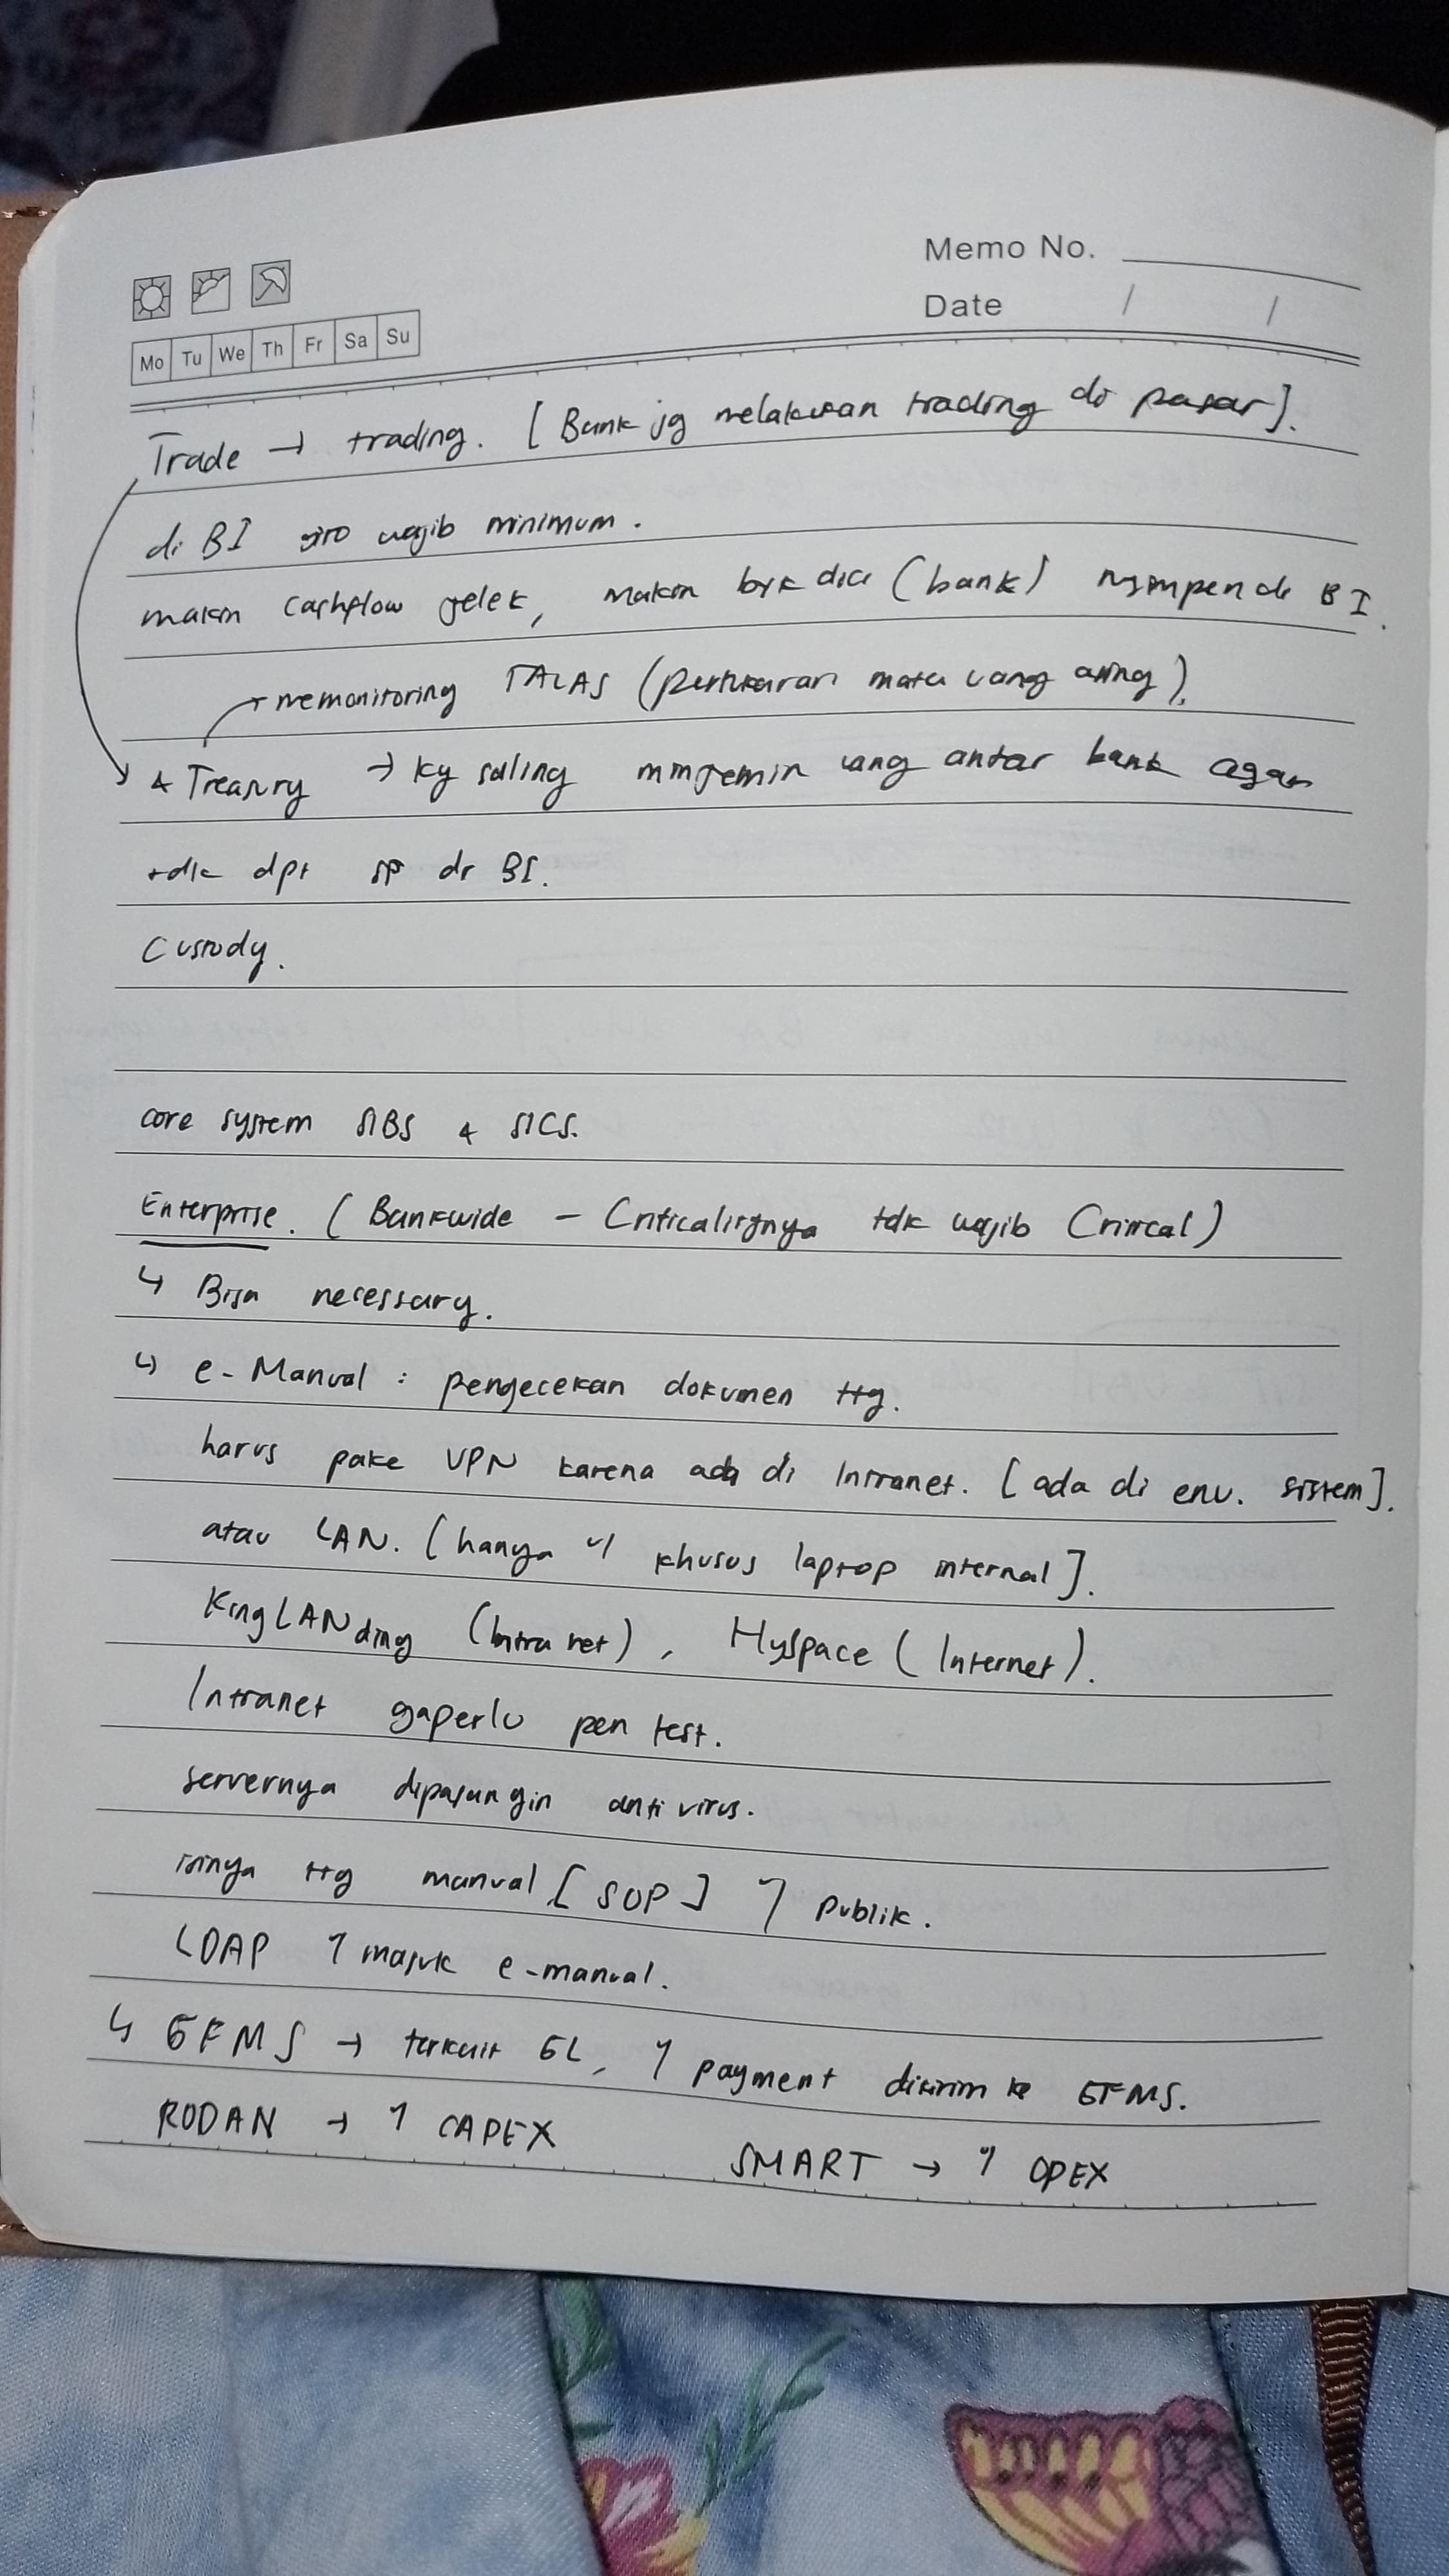 Memo No.
Date / /
Mo Tu We Th Fr Sa Su
Trade → trading. [Bank jg melakukan trading di pasar].
di BI giro wajib minimum.
makin cashflow jelek, makin byk dia (bank) nyimpen di BI.
→ memonitoring TALAS (pertukaran mata uang asing).
& Treasury → ky saling minjemin uang antar bank agar
tdk dpt sp dr BI.
Custody.
core system SIBS & SICS.
Enterprise. (Bankwide - Criticalitynya tdk wajib Critical)
↳ Bisa necessary.
↳ e-Manual : pengecekan dokumen ttg.
harus pake VPN karena ada di Intranet. [ada di env. sistem].
atau LAN. [hanya u/ khusus laptop internal].
KingLANding (Intranet), HySpace (Internet).
Intranet gaperlu pen test.
servernya dipasangin anti virus.
isinya ttg manual [SOP] u/ publik.
LDAP u/ masuk e-manual.
↳ EFMS → terkait GL, u/ payment dikirim ke EFMS.
RODAN → u/ CAPEX SMART → u/ OPEX